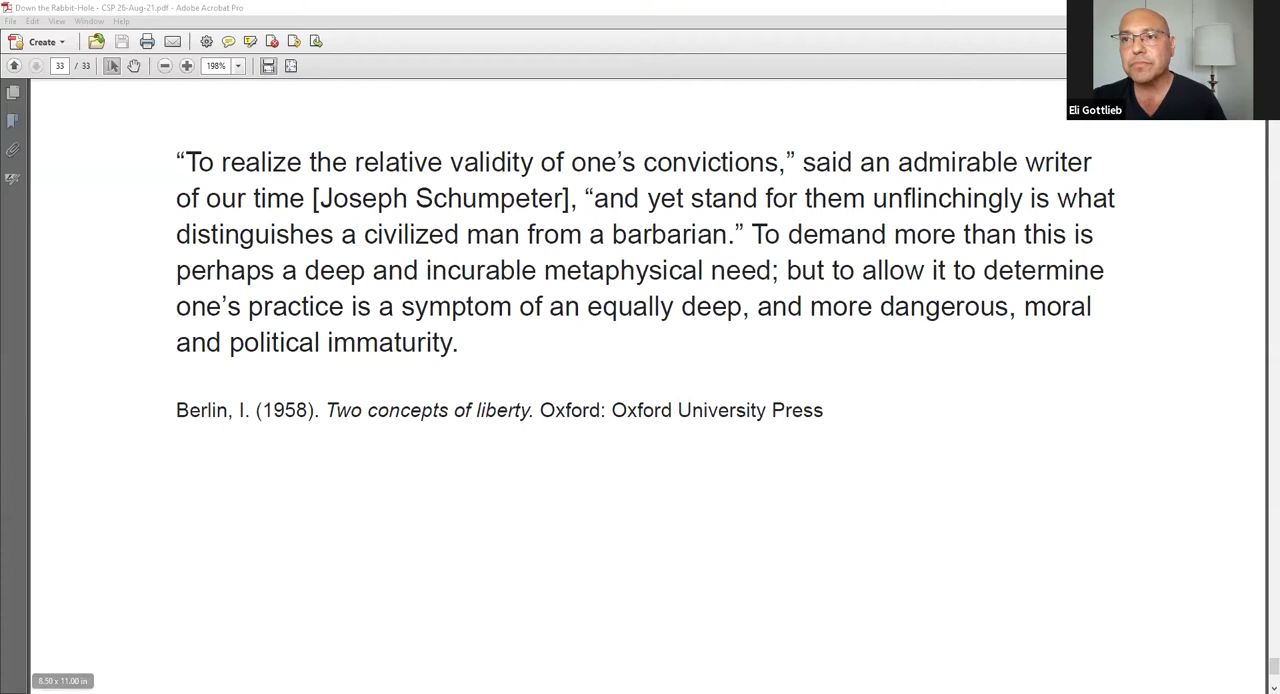 Down the Rabbit-Hole - CSP 26-Aug-21.pdf - Adobe Acrobat Pro
File Edit View Window Help
Create
33 / 33 198%
Eli Gottlieb
“To realize the relative validity of one’s convictions,” said an admirable writer
of our time [Joseph Schumpeter], “and yet stand for them unflinchingly is what
distinguishes a civilized man from a barbarian.” To demand more than this is
perhaps a deep and incurable metaphysical need; but to allow it to determine
one’s practice is a symptom of an equally deep, and more dangerous, moral
and political immaturity.
Berlin, I. (1958). Two concepts of liberty. Oxford: Oxford University Press
8.50 x 11.00 in